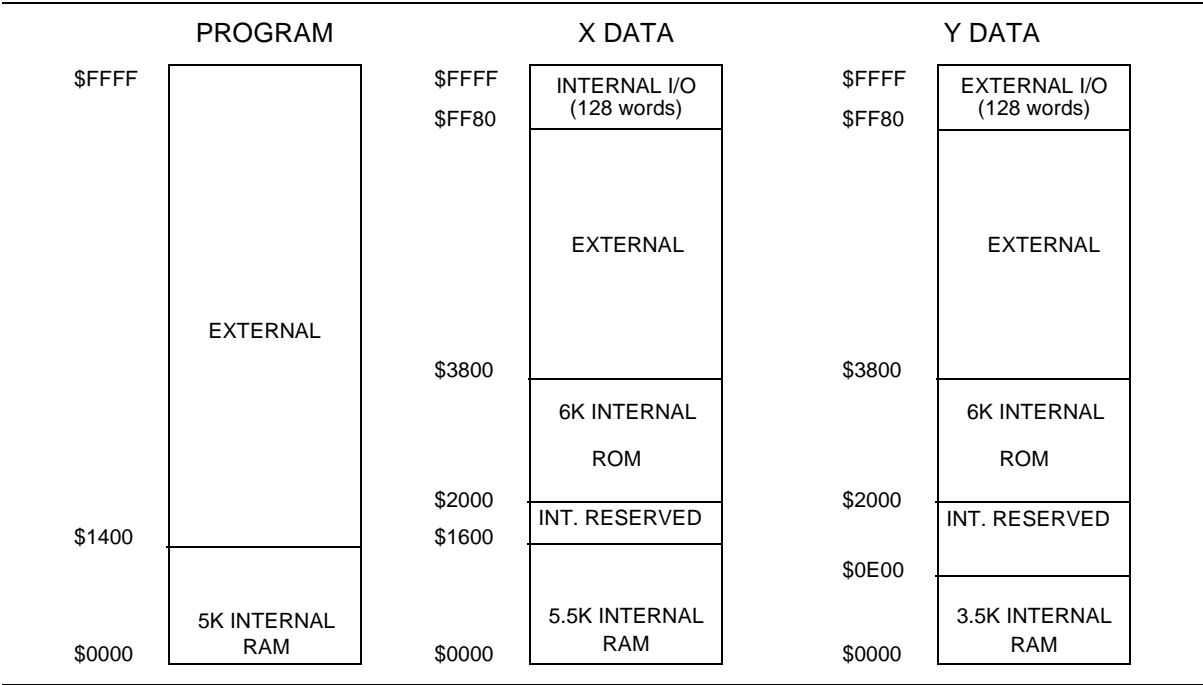 PROGRAM
$FFFF
EXTERNAL
$1400
5K INTERNAL
RAM
$0000
X DATA
$FFFF
INTERNAL I/O
(128 words)
$FF80
EXTERNAL
$3800
6K INTERNAL
ROM
$2000
INT. RESERVED
$1600
5.5K INTERNAL
RAM
$0000
Y DATA
$FFFF
EXTERNAL I/O
(128 words)
$FF80
EXTERNAL
$3800
6K INTERNAL
ROM
$2000
INT. RESERVED
$0E00
3.5K INTERNAL
RAM
$0000